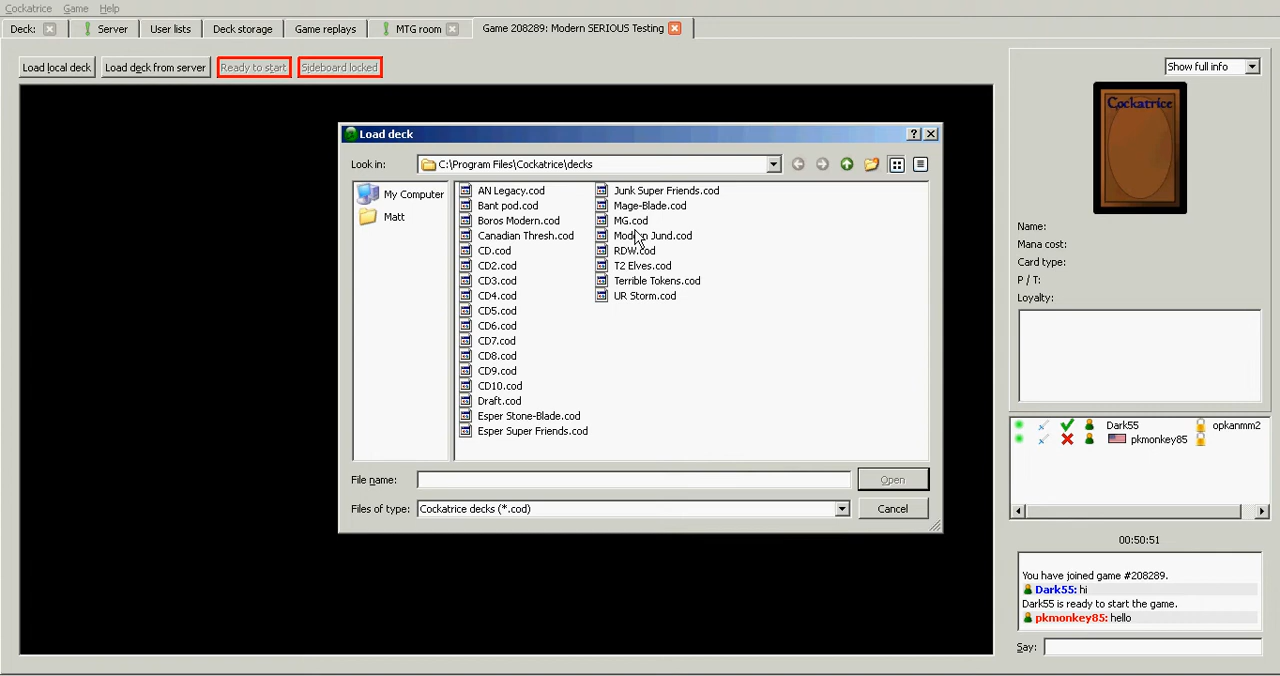 Cockatrice Game Help
Deck: Server User lists Deck storage Game replays MTG room Game 208289: Modern SERIOUS Testing
Load local deck Load deck from server Ready to start Sideboard locked
Show full info
Cockatrice
Load deck
Look in: C:\Program Files\Cockatrice\decks
My Computer
Matt
AN Legacy.cod
Bant pod.cod
Boros Modern.cod
Canadian Thresh.cod
CD.cod
CD2.cod
CD3.cod
CD4.cod
CD5.cod
CD6.cod
CD7.cod
CD8.cod
CD9.cod
CD10.cod
Draft.cod
Esper Stone-Blade.cod
Esper Super Friends.cod
Junk Super Friends.cod
Mage-Blade.cod
MG.cod
Modern Jund.cod
RDW.cod
T2 Elves.cod
Terrible Tokens.cod
UR Storm.cod
File name: Open
Files of type: Cockatrice decks (*.cod) Cancel
Name:
Mana cost:
Card type:
P / T:
Loyalty:
Dark55 opkanmm2
pkmonkey85
00:50:51
You have joined game #208289.
Dark55: hi
Dark55 is ready to start the game.
pkmonkey85: hello
Say: